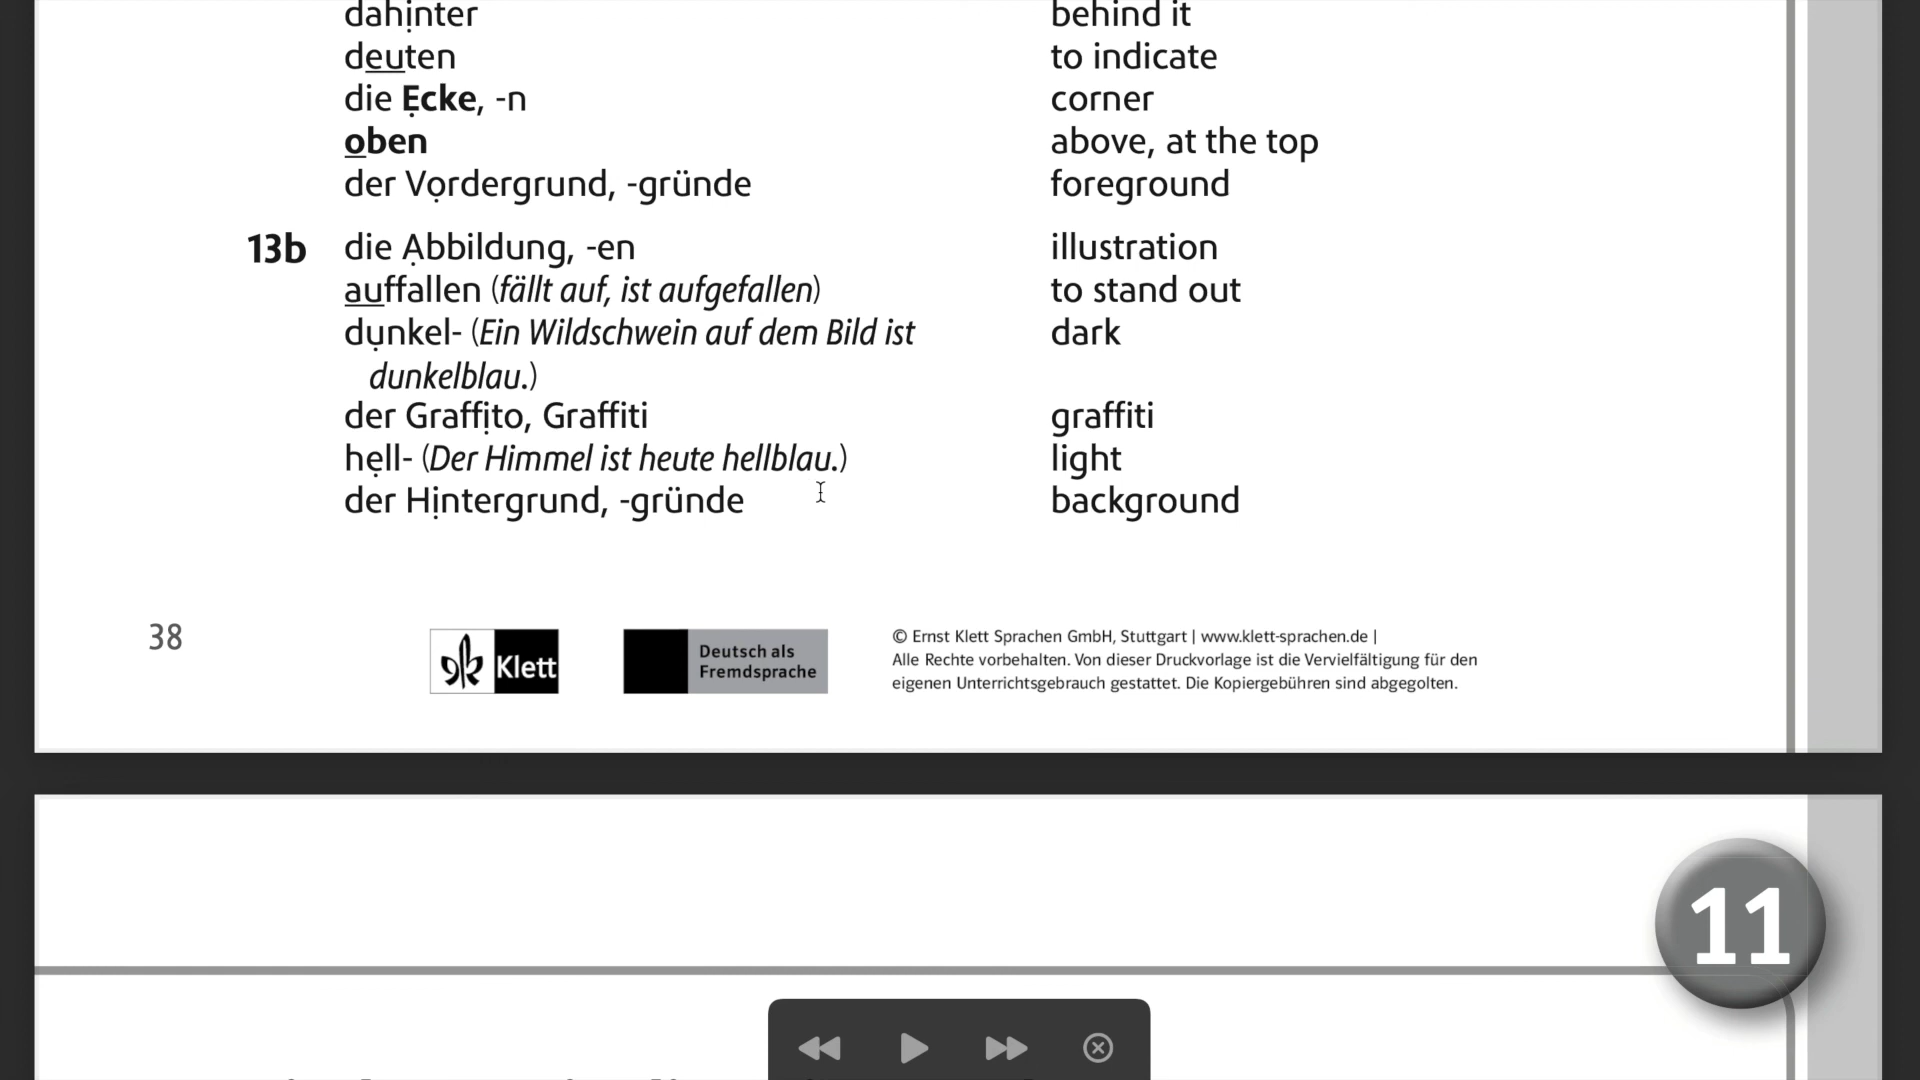 dahinter behind it
deuten to indicate
die Ecke, -n corner
oben above, at the top
der Vordergrund, -gründe foreground
13b die Abbildung, -en illustration
auffallen (fällt auf, ist aufgefallen) to stand out
dunkel- (Ein Wildschwein auf dem Bild ist dark
dunkelblau.)
der Graffito, Graffiti graffiti
hell- (Der Himmel ist heute hellblau.) light
der Hintergrund, -gründe background
38
Klett
Deutsch als
Fremdsprache
© Ernst Klett Sprachen GmbH, Stuttgart | www.klett-sprachen.de |
Alle Rechte vorbehalten. Von dieser Druckvorlage ist die Vervielfältigung für den
eigenen Unterrichtsgebrauch gestattet. Die Kopiergebühren sind abgegolten.
11